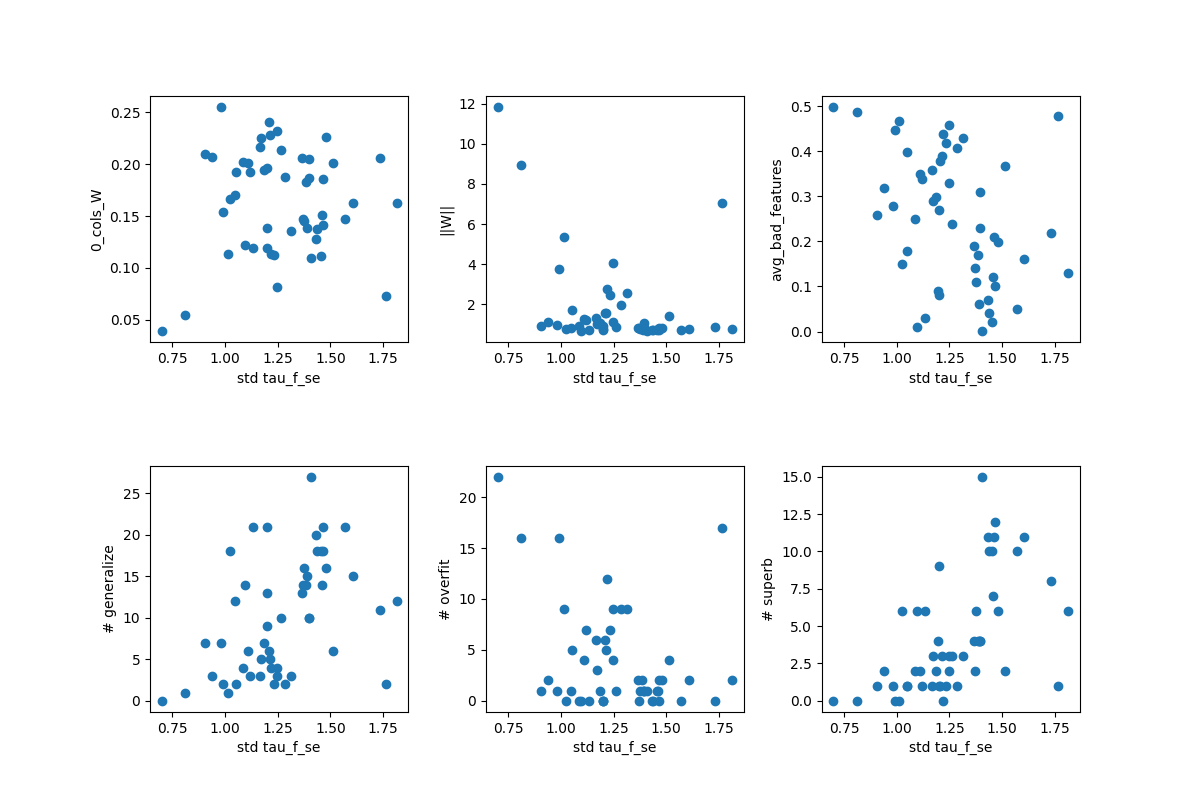 0.25
0.20
0.15
0.10
0.05
0_cols_W
0.75 1.00 1.25 1.50 1.75
std tau_f_se
12
10
8
6
4
2
||W||
0.75 1.00 1.25 1.50 1.75
std tau_f_se
0.5
0.4
0.3
0.2
0.1
0.0
avg_bad_features
0.75 1.00 1.25 1.50 1.75
std tau_f_se
25
20
15
10
5
0
# generalize
0.75 1.00 1.25 1.50 1.75
std tau_f_se
20
15
10
5
0
# overfit
0.75 1.00 1.25 1.50 1.75
std tau_f_se
15.0
12.5
10.0
7.5
5.0
2.5
0.0
# superb
0.75 1.00 1.25 1.50 1.75
std tau_f_se